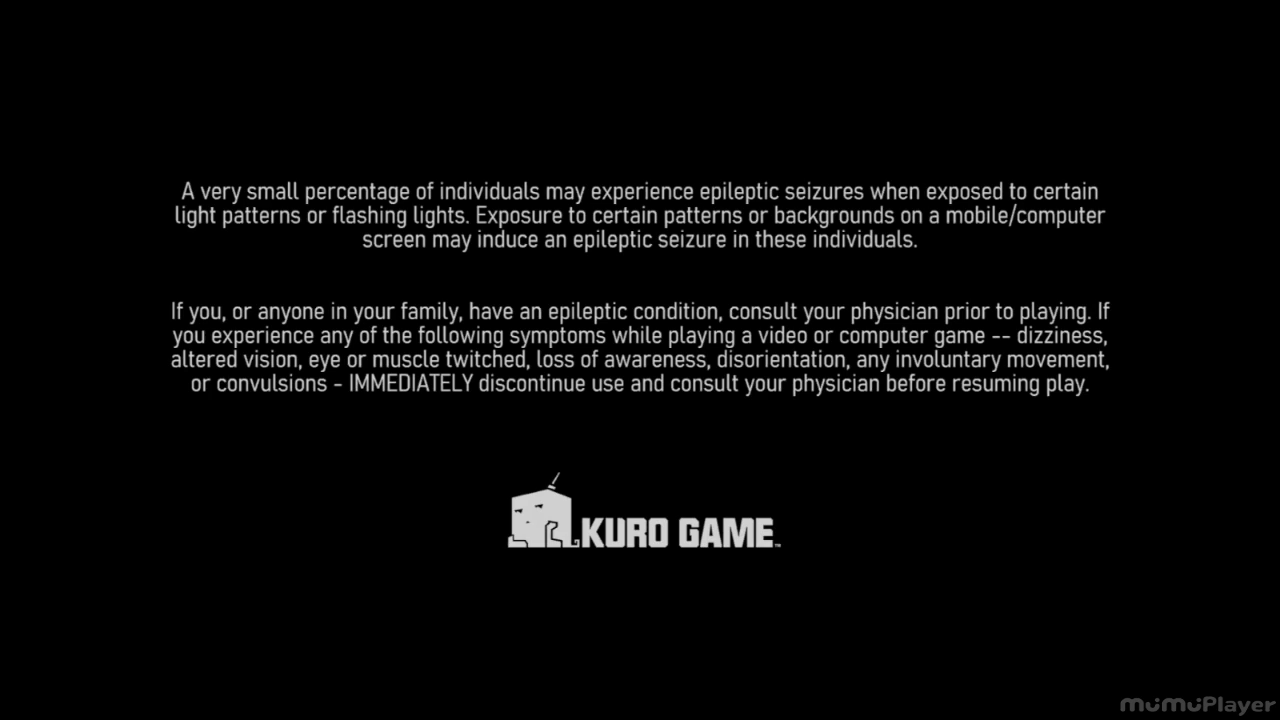 A very small percentage of individuals may experience epileptic seizures when exposed to certain
light patterns or flashing lights. Exposure to certain patterns or backgrounds on a mobile/computer
screen may induce an epileptic seizure in these individuals.
If you, or anyone in your family, have an epileptic condition, consult your physician prior to playing. If
you experience any of the following symptoms while playing a video or computer game -- dizziness,
altered vision, eye or muscle twitched, loss of awareness, disorientation, any involuntary movement,
or convulsions - IMMEDIATELY discontinue use and consult your physician before resuming play.
KURO GAME™
MuMuPlayer